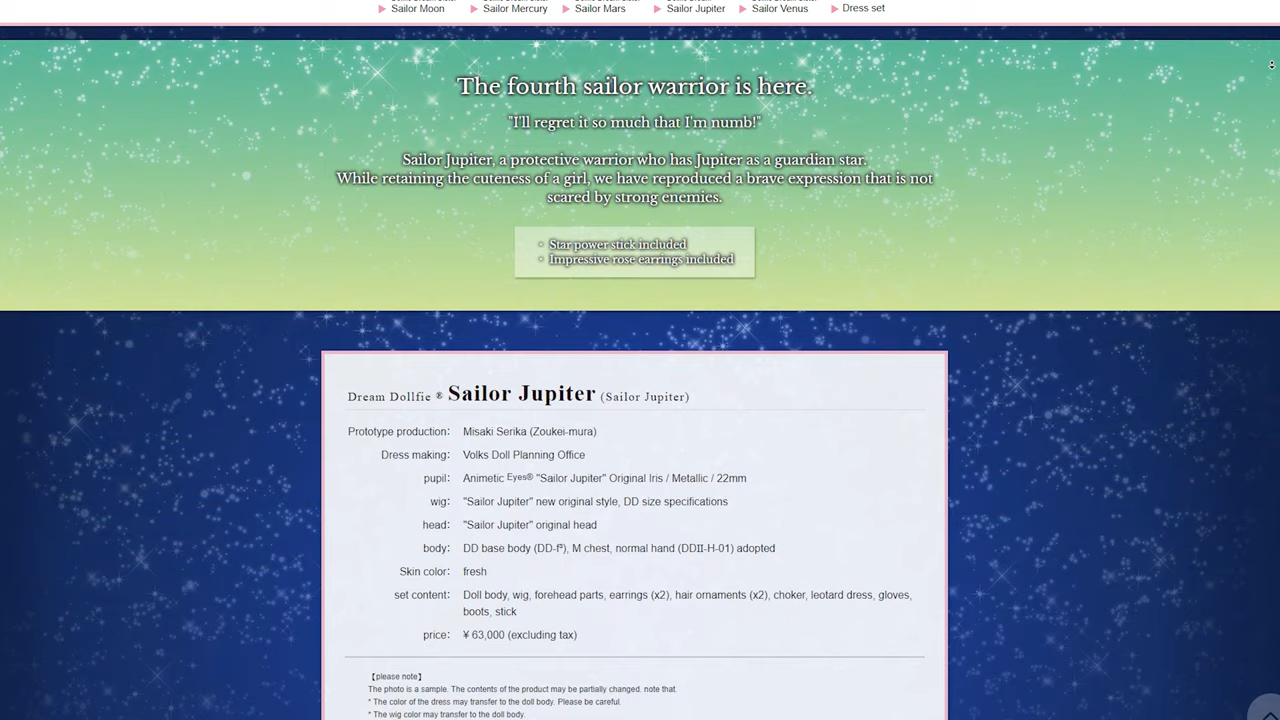 Sailor Moon
Sailor Mercury
Sailor Mars
Sailor Jupiter
Sailor Venus
Dress set
The fourth sailor warrior is here.
"I'll regret it so much that I'm numb!"
Sailor Jupiter, a protective warrior who has Jupiter as a guardian star.
While retaining the cuteness of a girl, we have reproduced a brave expression that is not
scared by strong enemies.
・ Star power stick included
・ Impressive rose earrings included
Dream Dollfie ® Sailor Jupiter (Sailor Jupiter)
Prototype production: Misaki Serika (Zoukei-mura)
Dress making: Volks Doll Planning Office
pupil: Animetic Eyes® "Sailor Jupiter" Original Iris / Metallic / 22mm
wig: "Sailor Jupiter" new original style, DD size specifications
head: "Sailor Jupiter" original head
body: DD base body (DD-f³), M chest, normal hand (DDII-H-01) adopted
Skin color: fresh
set content: Doll body, wig, forehead parts, earrings (x2), hair ornaments (x2), choker, leotard dress, gloves,
boots, stick
price: ¥ 63,000 (excluding tax)
【please note】
The photo is a sample. The contents of the product may be partially changed. note that.
* The color of the dress may transfer to the doll body. Please be careful.
* The wig color may transfer to the doll body.